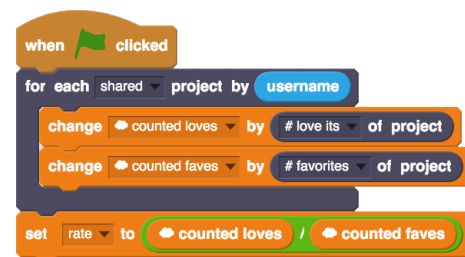 when clicked
for each shared project by username
change counted loves by # love its of project
change counted faves by # favorites of project
set rate to counted loves / counted faves